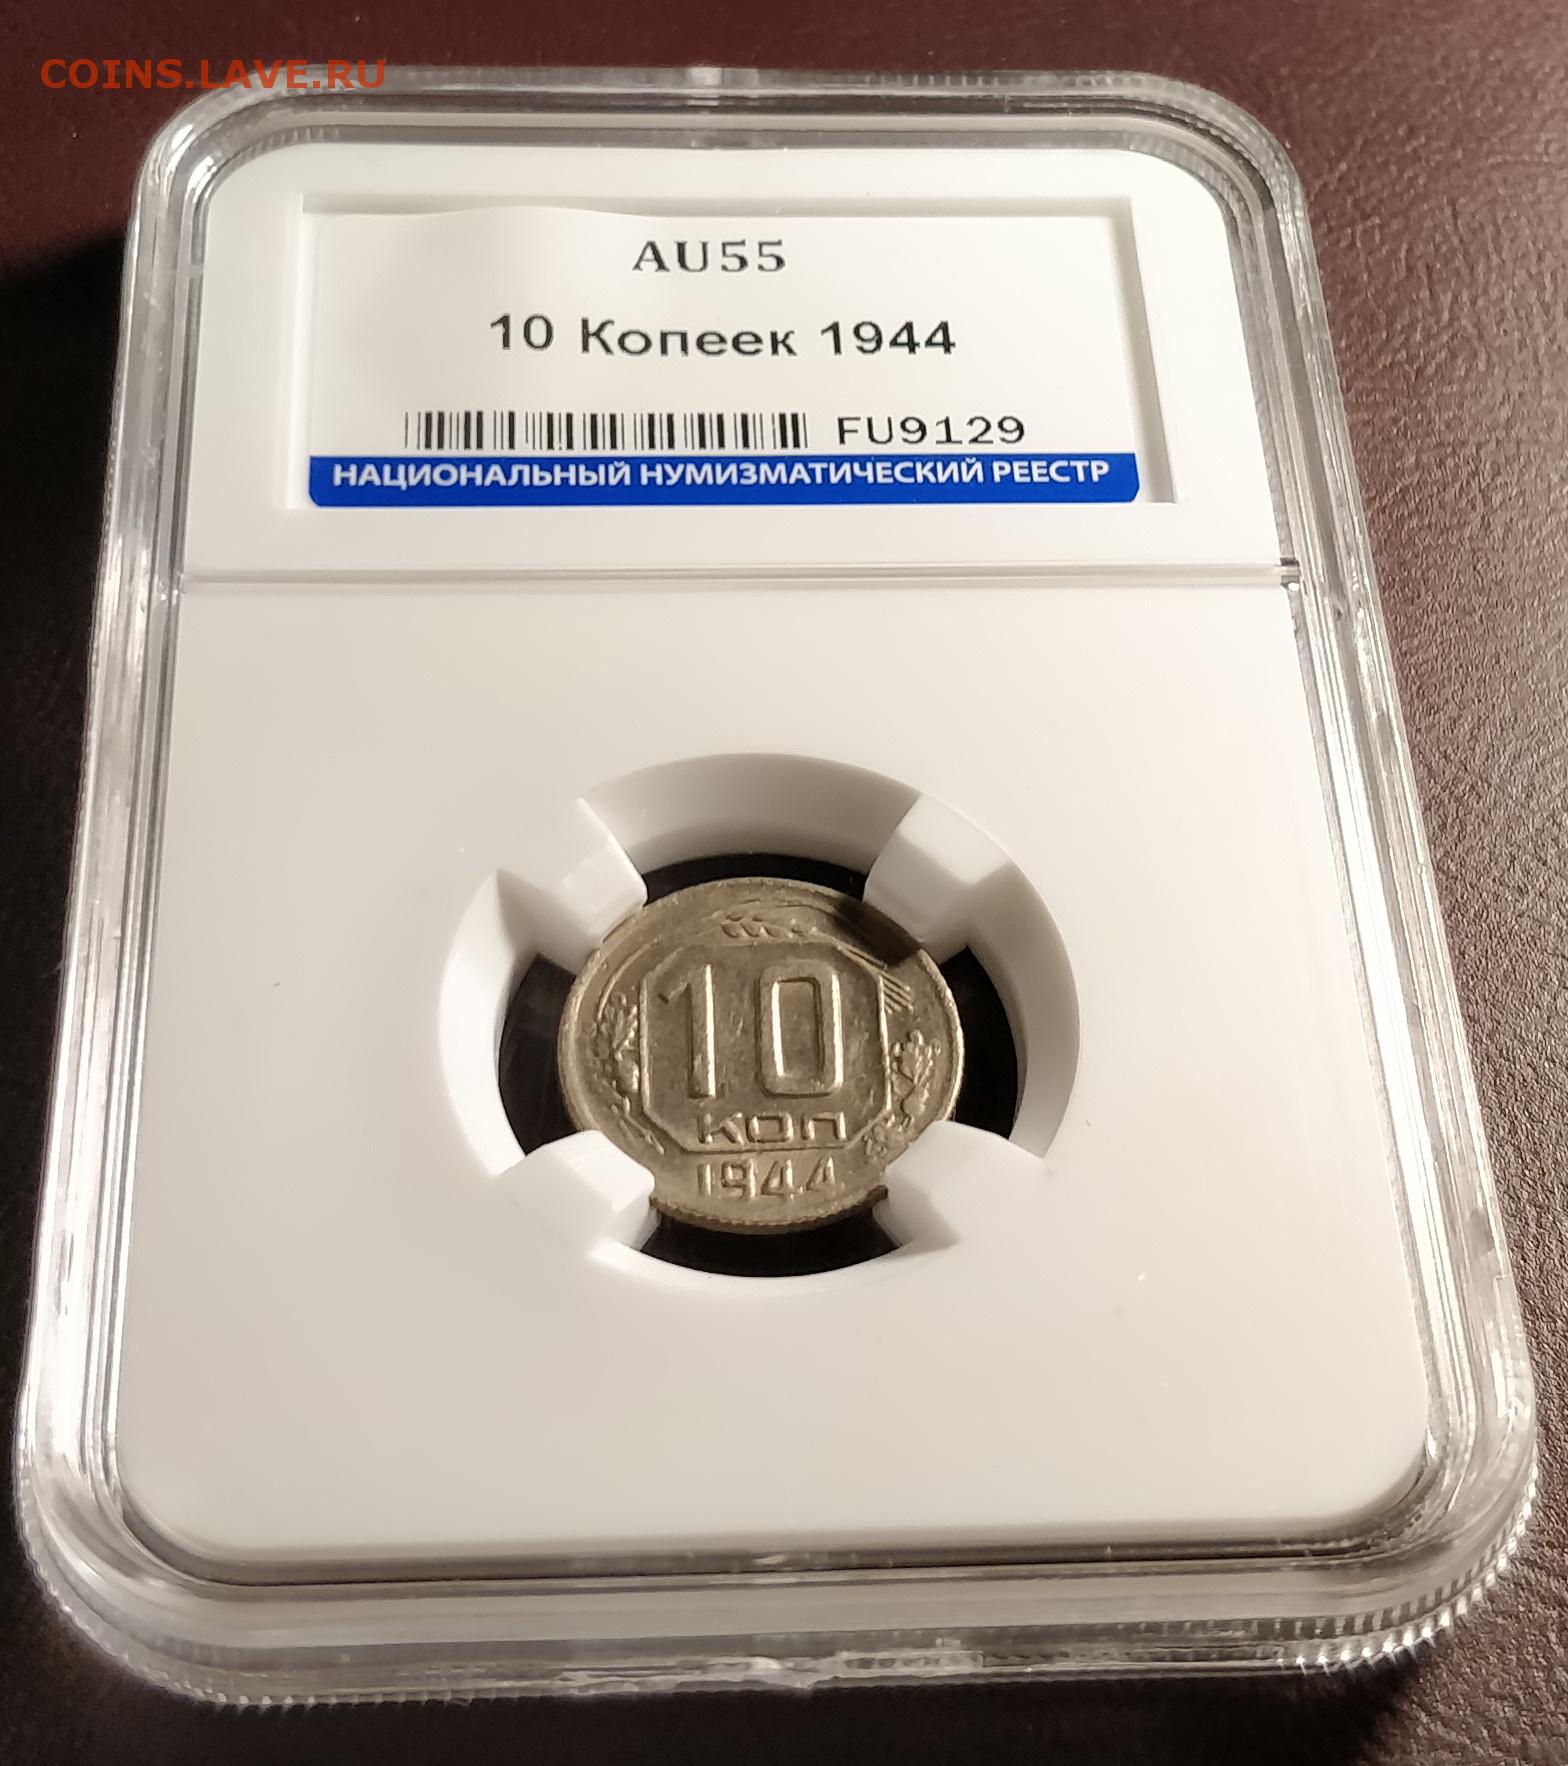 COINS.LAVE.RU
AU55
10 Копеек 1944
FU9129
НАЦИОНАЛЬНЫЙ НУМИЗМАТИЧЕСКИЙ РЕЕСТР
10
КОП
1944